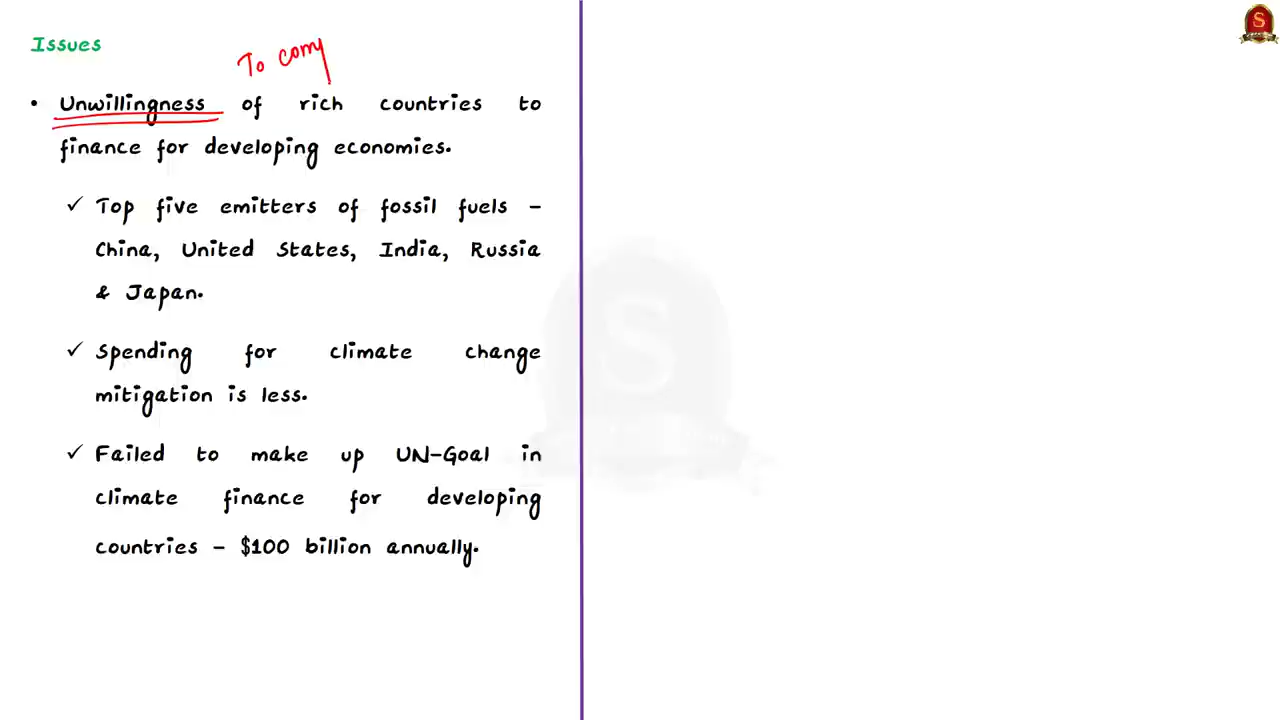 Issues
To com
• Unwillingness of rich countries to
finance for developing economies.
✓ Top five emitters of fossil fuels –
China, United States, India, Russia
& Japan.
✓ Spending for climate change
mitigation is less.
✓ Failed to make up UN-Goal in
climate finance for developing
countries – $100 billion annually.
S
S